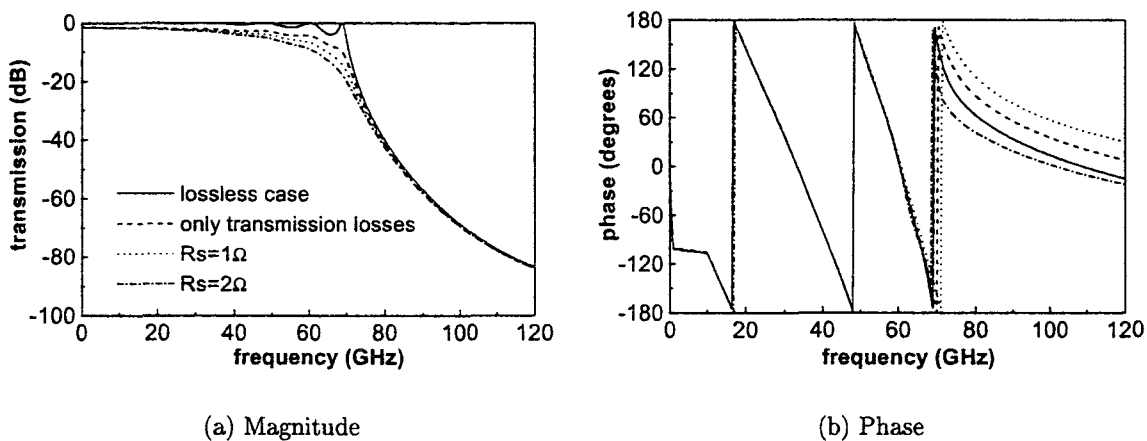 0
-20
-40
-60
-80
-100
transmission (dB)
lossless case
only transmission losses
Rs=1Ω
Rs=2Ω
0 20 40 60 80 100 120
frequency (GHz)
(a) Magnitude
180
120
60
0
-60
-120
-180
phase (degrees)
0 20 40 60 80 100 120
frequency (GHz)
(b) Phase